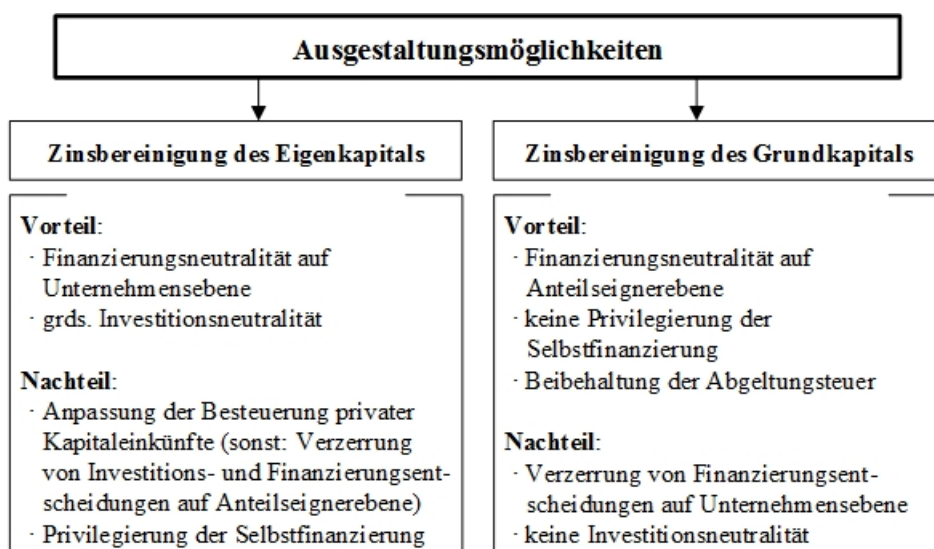 Ausgestaltungsmöglichkeiten
Zinsbereinigung des Eigenkapitals
Vorteil:
· Finanzierungsneutralität auf
Unternehmensebene
· grds. Investitionsneutralität
Nachteil:
· Anpassung der Besteuerung privater
Kapitaleinkünfte (sonst: Verzerrung
von Investitions- und Finanzierungsent-
scheidungen auf Anteilseignerebene)
· Privilegierung der Selbstfinanzierung
Zinsbereinigung des Grundkapitals
Vorteil:
· Finanzierungsneutralität auf
Anteilseignerebene
· keine Privilegierung der
Selbstfinanzierung
· Beibehaltung der Abgeltungsteuer
Nachteil:
· Verzerrung von Finanzierungsent-
scheidungen auf Unternehmensebene
· keine Investitionsneutralität